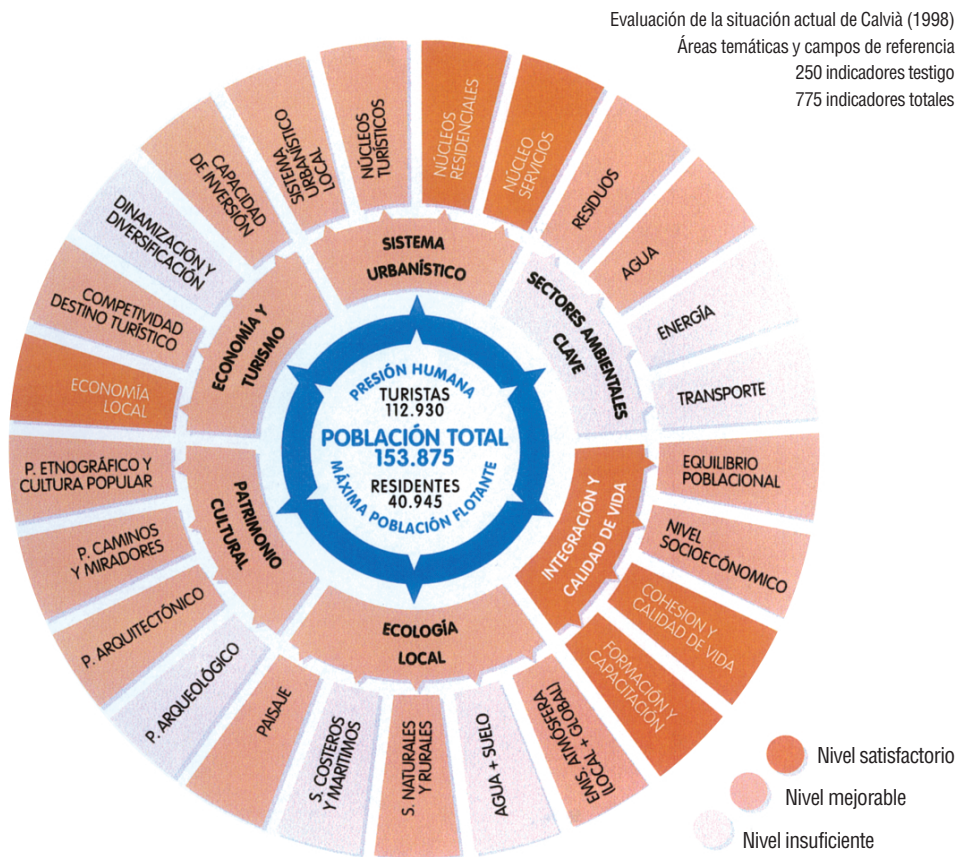 Evaluación de la situación actual de Calvià (1998)
Áreas temáticas y campos de referencia
250 indicadores testigo
775 indicadores totales
NÚCLEOS
RESIDENCIALES
NÚCLEO
SERVICIOS
RESIDUOS
AGUA
ENERGÍA
TRANSPORTE
EQUILIBRIO
POBLACIONAL
NIVEL
SOCIOECÓNOMICO
COHESION Y
CALIDAD DE VIDA
FORMACIÓN Y
CAPACITACIÓN
EMIS. ATMÓSFERA
(LOCAL + GLOBAL)
AGUA + SUELO
S. NATURALES
Y RURALES
S. COSTEROS
Y MARITIMOS
PAISAJE
P. ARQUEOLÓGICO
P. ARQUITECTÓNICO
P. CAMINOS
Y MIRADORES
P. ETNOGRÁFICO Y
CULTURA POPULAR
ECONOMÍA
LOCAL
COMPETIVIDAD
DESTINO TURÍSTICO
DINAMIZACIÓN Y
DIVERSIFICACIÓN
CAPACIDAD
DE INVERSIÓN
SISTEMA
URBANÍSTICO
LOCAL
NÚCLEOS
TURÍSTICOS
SISTEMA
URBANÍSTICO
SECTORES AMBIENTALES
CLAVE
INTEGRACIÓN Y
CALIDAD DE VIDA
ECOLOGÍA
LOCAL
PATRIMONIO
CULTURAL
ECONOMÍA Y
TURISMO
PRESIÓN HUMANA
TURISTAS
112.930
POBLACIÓN TOTAL
153.875
RESIDENTES
40.945
MÁXIMA POBLACIÓN FLOTANTE
Nivel satisfactorio
Nivel mejorable
Nivel insuficiente